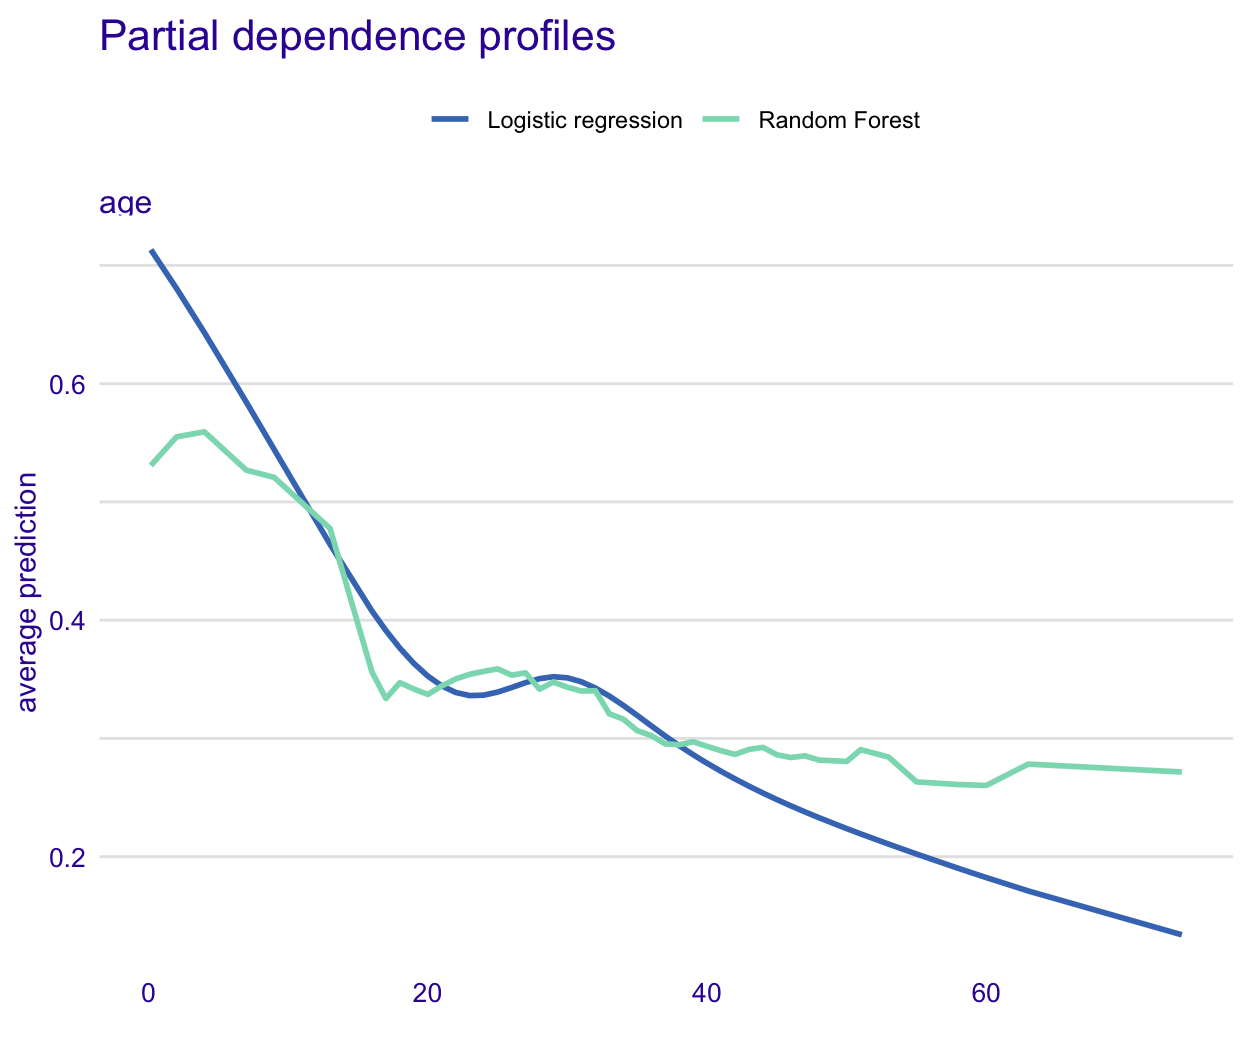 Partial dependence profiles
Logistic regression Random Forest
age
0.6
0.4
0.2
average prediction
0 20 40 60